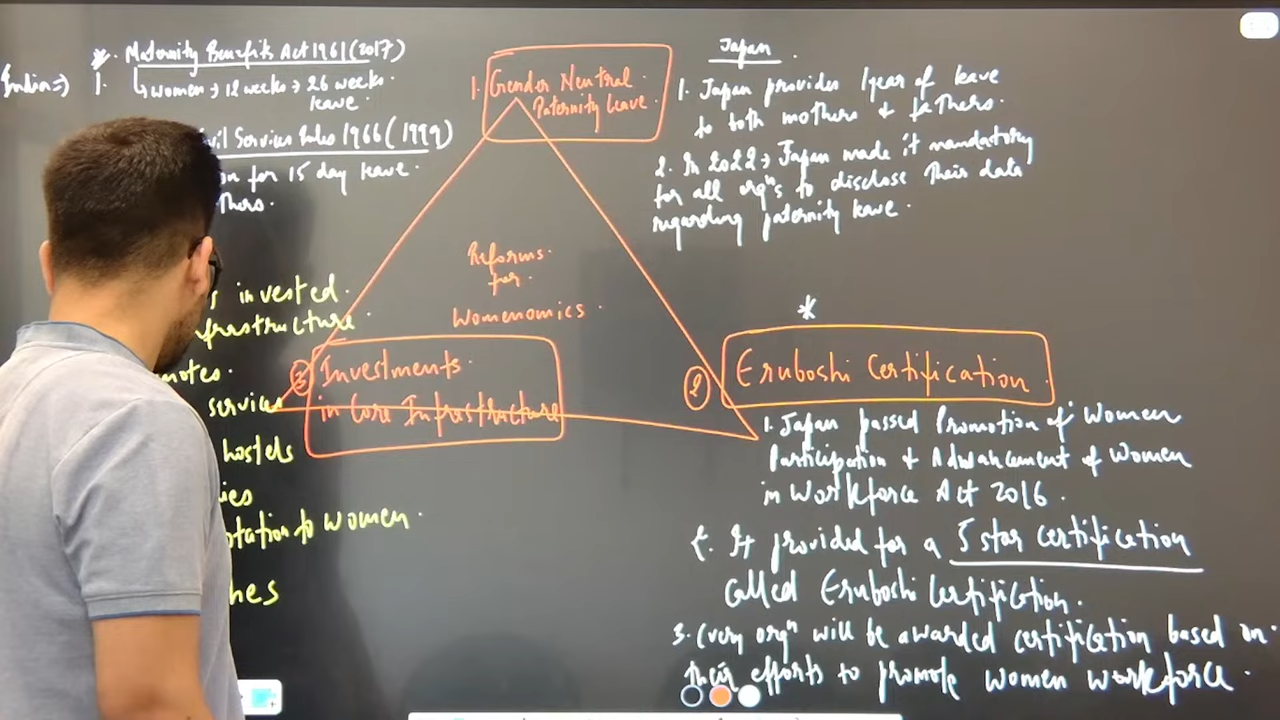 * Maternity Benefits Act 1961 (2017)
India => 1.
↳ Women → 12 weeks → 26 weeks
leave.
Civil Services Rules 1966 (1999)
for 15 day leave.
1. Gender Neutral
Paternity leave.
Japan
1. Japan provides 1 year of leave
to both mothers & fathers.
2. In 2022 → Japan made it mandatory
for all orgns to disclose their data
regarding paternity leave.
Reforms
for
Womenomics
invested
infrastructure
services
hostels
to women
③ Investments
in Core Infrastructure
*
② Eruboshi Certification
1. Japan passed Promotion of Women
Participation & Advancement of Women
in Workforce Act 2016.
2. It provided for a 5 star certification
called Eruboshi Certification.
3. Every orgn will be awarded certification based on
their efforts to promote women workforce.